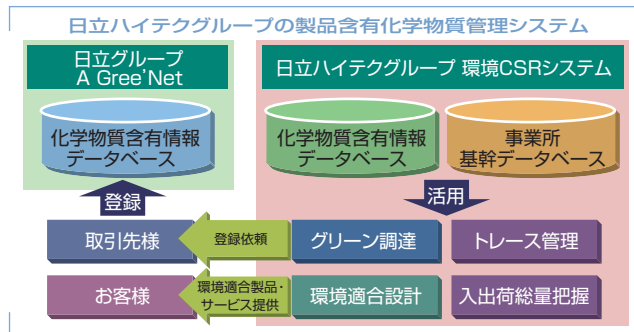 日立ハイテクグループの製品含有化学物質管理システム
日立グループ
A Gree'Net
日立ハイテクグループ 環境CSRシステム
化学物質含有情報
データベース
化学物質含有情報
データベース
事業所
基幹データベース
登録
活用
取引先様
登録依頼
グリーン調達
トレース管理
お客様
環境適合製品・
サービス提供
環境適合設計
入出荷総量把握